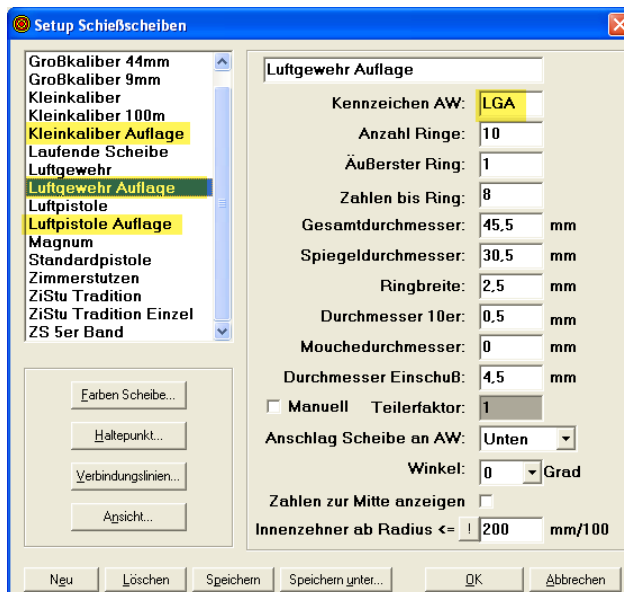 Setup Schießscheiben
Großkaliber 44mm
Großkaliber 9mm
Kleinkaliber
Kleinkaliber 100m
Kleinkaliber Auflage
Laufende Scheibe
Luftgewehr
Luftgewehr Auflage
Luftpistole
Luftpistole Auflage
Magnum
Standardpistole
Zimmerstutzen
ZiStu Tradition
ZiStu Tradition Einzel
ZS 5er Band
Farben Scheibe...
Haltepunkt...
Verbindungslinien...
Ansicht...
Luftgewehr Auflage
Kennzeichen AW: LGA
Anzahl Ringe: 10
Äußerster Ring: 1
Zahlen bis Ring: 8
Gesamtdurchmesser: 45,5 mm
Spiegeldurchmesser: 30,5 mm
Ringbreite: 2,5 mm
Durchmesser 10er: 0,5 mm
Mouchedurchmesser: 0 mm
Durchmesser Einschuß: 4,5 mm
Manuell Teilerfaktor: 1
Anschlag Scheibe an AW: Unten
Winkel: 0 Grad
Zahlen zur Mitte anzeigen
Innenzehner ab Radius <= ! 200 mm/100
Neu Löschen Speichern Speichern unter... OK Abbrechen